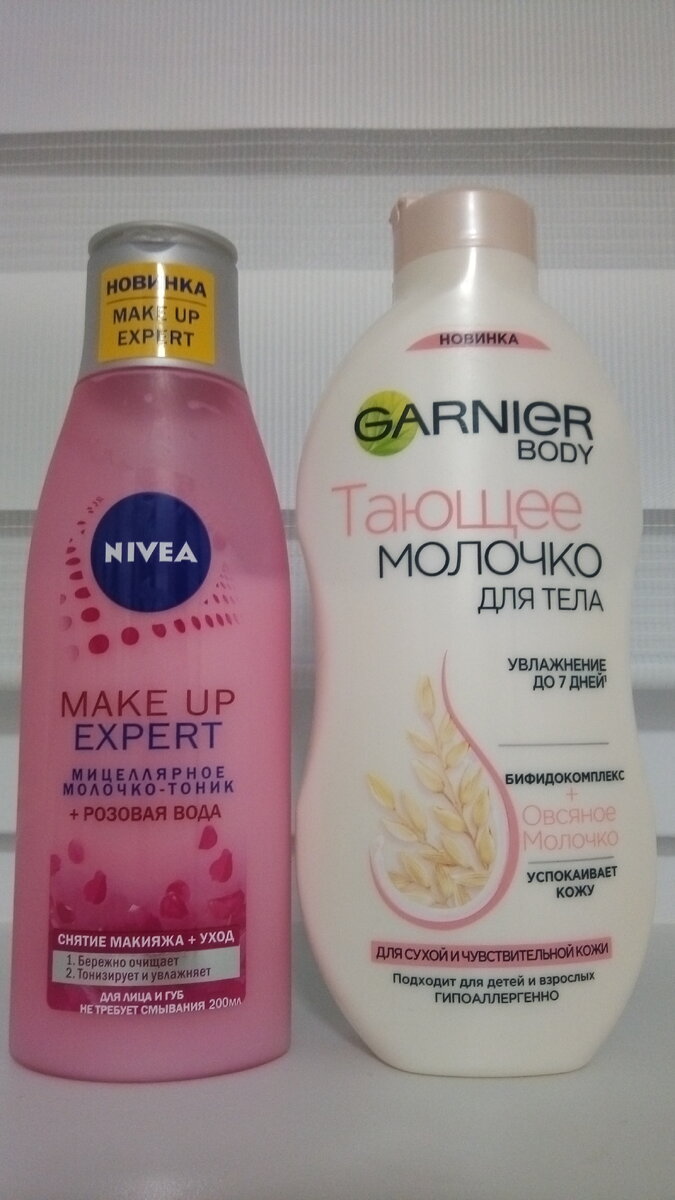 НОВИНКА
MAKE UP
EXPERT
NIVEA
MAKE UP
EXPERT
МИЦЕЛЛЯРНОЕ
МОЛОЧКО-ТОНИК
+ РОЗОВАЯ ВОДА
СНЯТИЕ МАКИЯЖА + УХОД
1. Бережно очищает
2. Тонизирует и увлажняет
ДЛЯ ЛИЦА И ГУБ
НЕ ТРЕБУЕТ СМЫВАНИЯ 200мл
НОВИНКА
GARNIER
BODY
Тающее
МОЛОЧКО
ДЛЯ ТЕЛА
УВЛАЖНЕНИЕ
ДО 7 ДНЕЙ¹
БИФИДОКОМПЛЕКС
+
Овсяное
Молочко
УСПОКАИВАЕТ
КОЖУ
ДЛЯ СУХОЙ И ЧУВСТВИТЕЛЬНОЙ КОЖИ
Подходит для детей и взрослых
ГИПОАЛЛЕРГЕННО